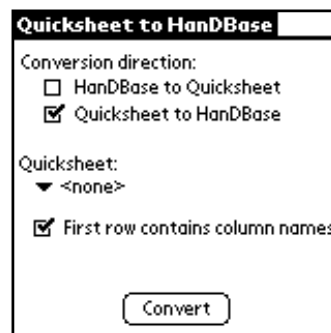 Quicksheet to HanDBase
Conversion direction:
HanDBase to Quicksheet
Quicksheet to HanDBase
Quicksheet:
<none>
First row contains column names
Convert